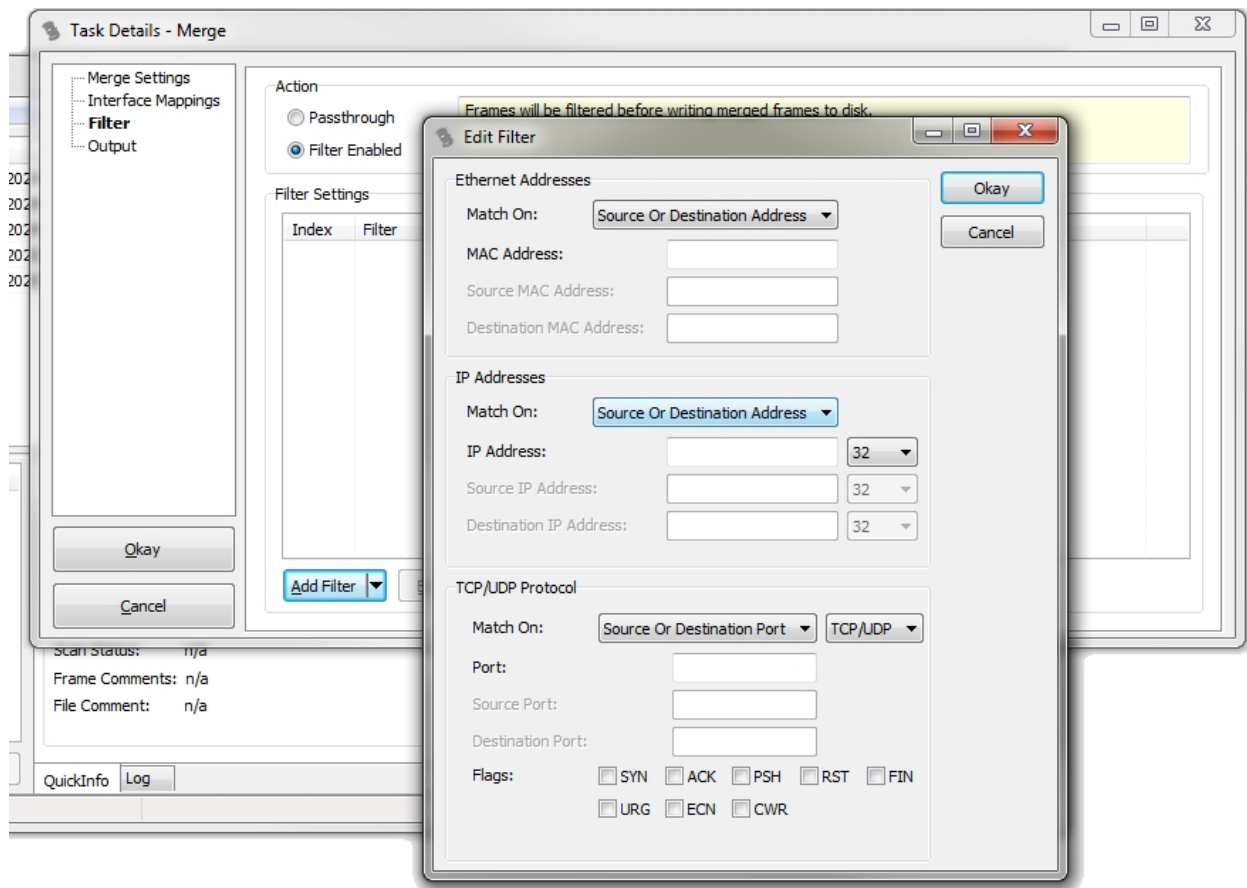 Task Details - Merge
Merge Settings
Interface Mappings
Filter
Output
Okay
Cancel
Action
Passthrough
Filter Enabled
Frames will be filtered before writing merged frames to disk.
Filter Settings
Index Filter
Add Filter
202
202
202
202
202
Scan Status: n/a
Frame Comments: n/a
File Comment: n/a
QuickInfo Log
Edit Filter
Okay
Cancel
Ethernet Addresses
Match On: Source Or Destination Address
MAC Address:
Source MAC Address:
Destination MAC Address:
IP Addresses
Match On: Source Or Destination Address
IP Address: 32
Source IP Address: 32
Destination IP Address: 32
TCP/UDP Protocol
Match On: Source Or Destination Port TCP/UDP
Port:
Source Port:
Destination Port:
Flags: SYN ACK PSH RST FIN
URG ECN CWR